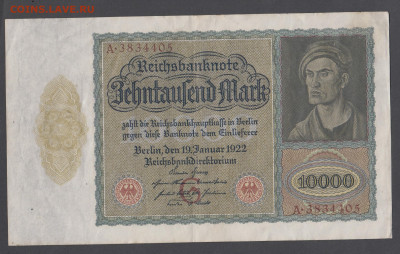 COINS.LAVE.RU
A·3834405
Reichsbanknote
Zehntausend Mark
zahlt die Reichsbankhauptkasse in Berlin
gegen diese Banknote dem Einlieferer
Berlin, den 19. Januar 1922
Reichsbankdirektorium
10000
A·3834405